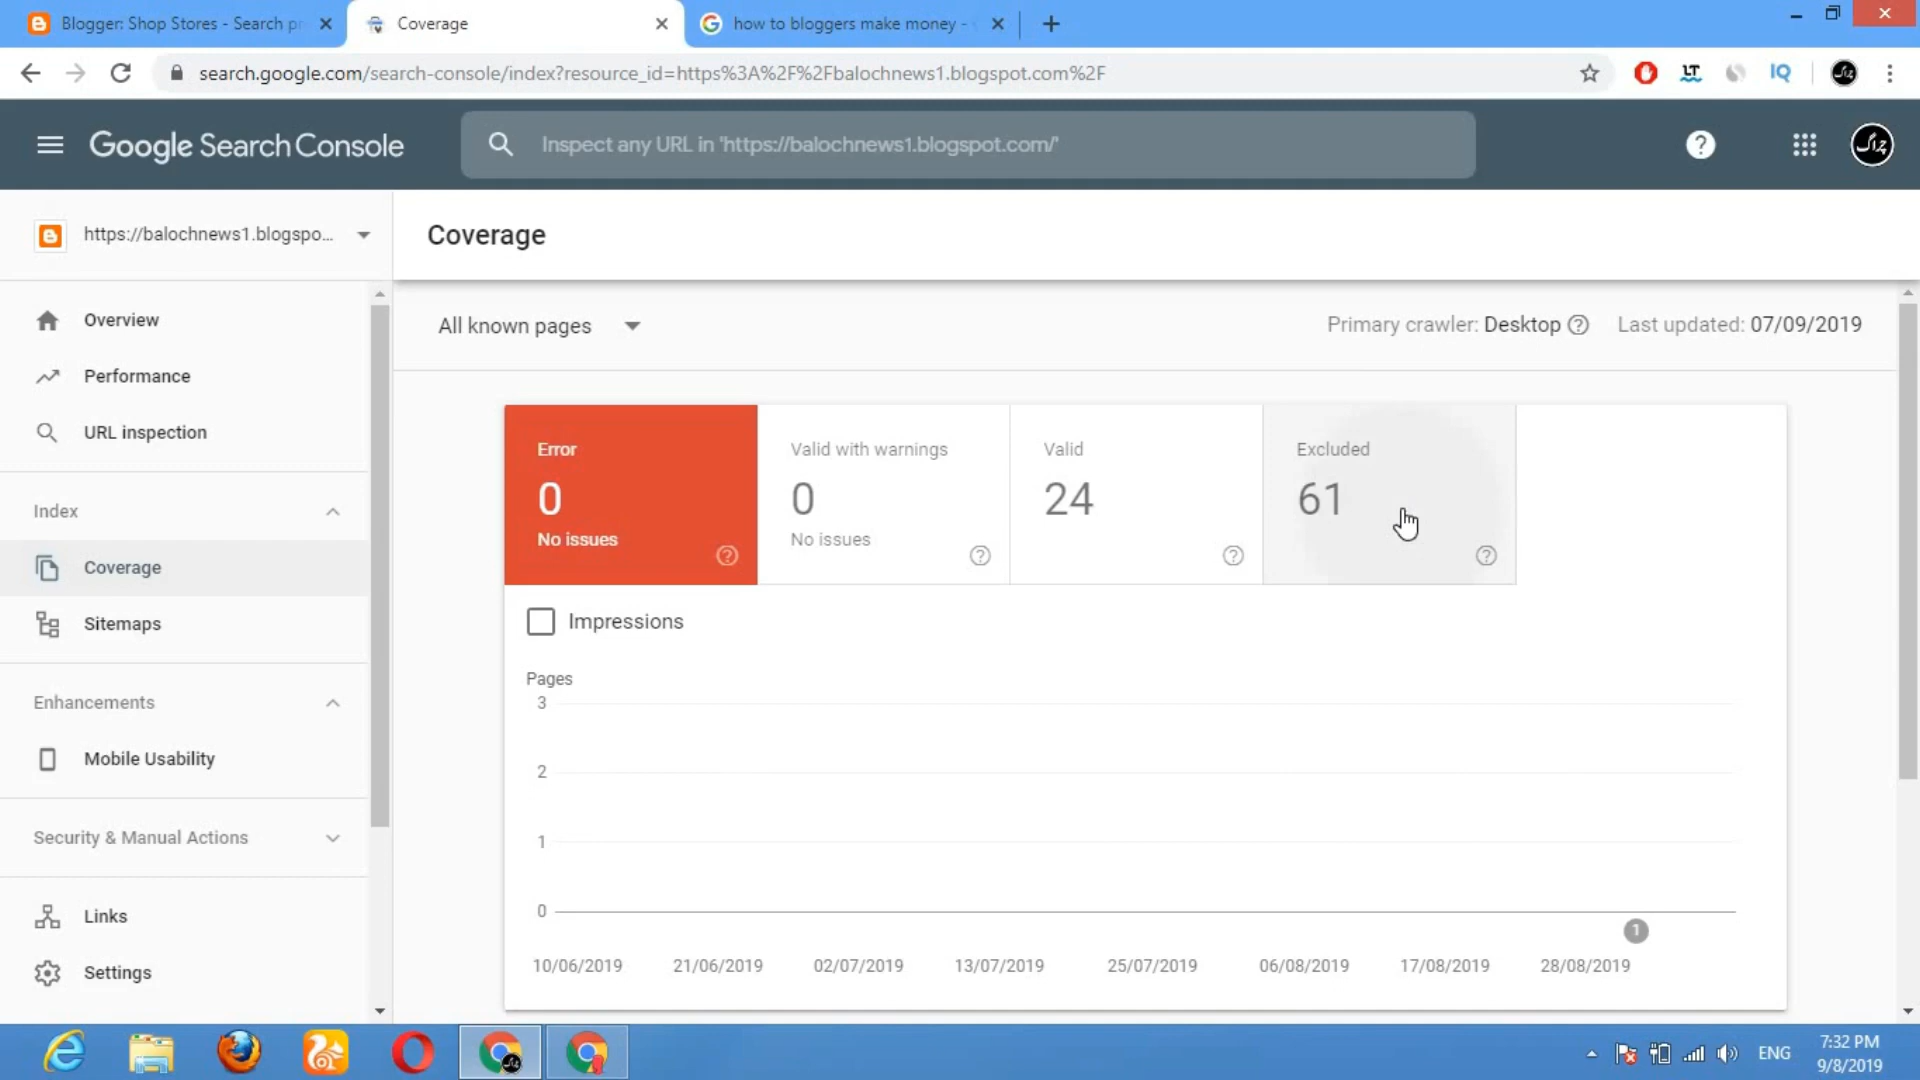 Blogger: Shop Stores - Search pr
Coverage
how to bloggers make money -
search.google.com/search-console/index?resource_id=https%3A%2F%2Fbalochnews1.blogspot.com%2F
LT
IQ
Google Search Console
Inspect any URL in 'https://balochnews1.blogspot.com/'
https://balochnews1.blogspo...
Coverage
Overview
Performance
URL inspection
Index
Coverage
Sitemaps
Enhancements
Mobile Usability
Security & Manual Actions
Links
Settings
All known pages
Primary crawler: Desktop
Last updated: 07/09/2019
Error
0
No issues
Valid with warnings
0
No issues
Valid
24
Excluded
61
Impressions
Pages
3
2
1
0
1
10/06/2019 21/06/2019 02/07/2019 13/07/2019 25/07/2019 06/08/2019 17/08/2019 28/08/2019
ENG
7:32 PM
9/8/2019